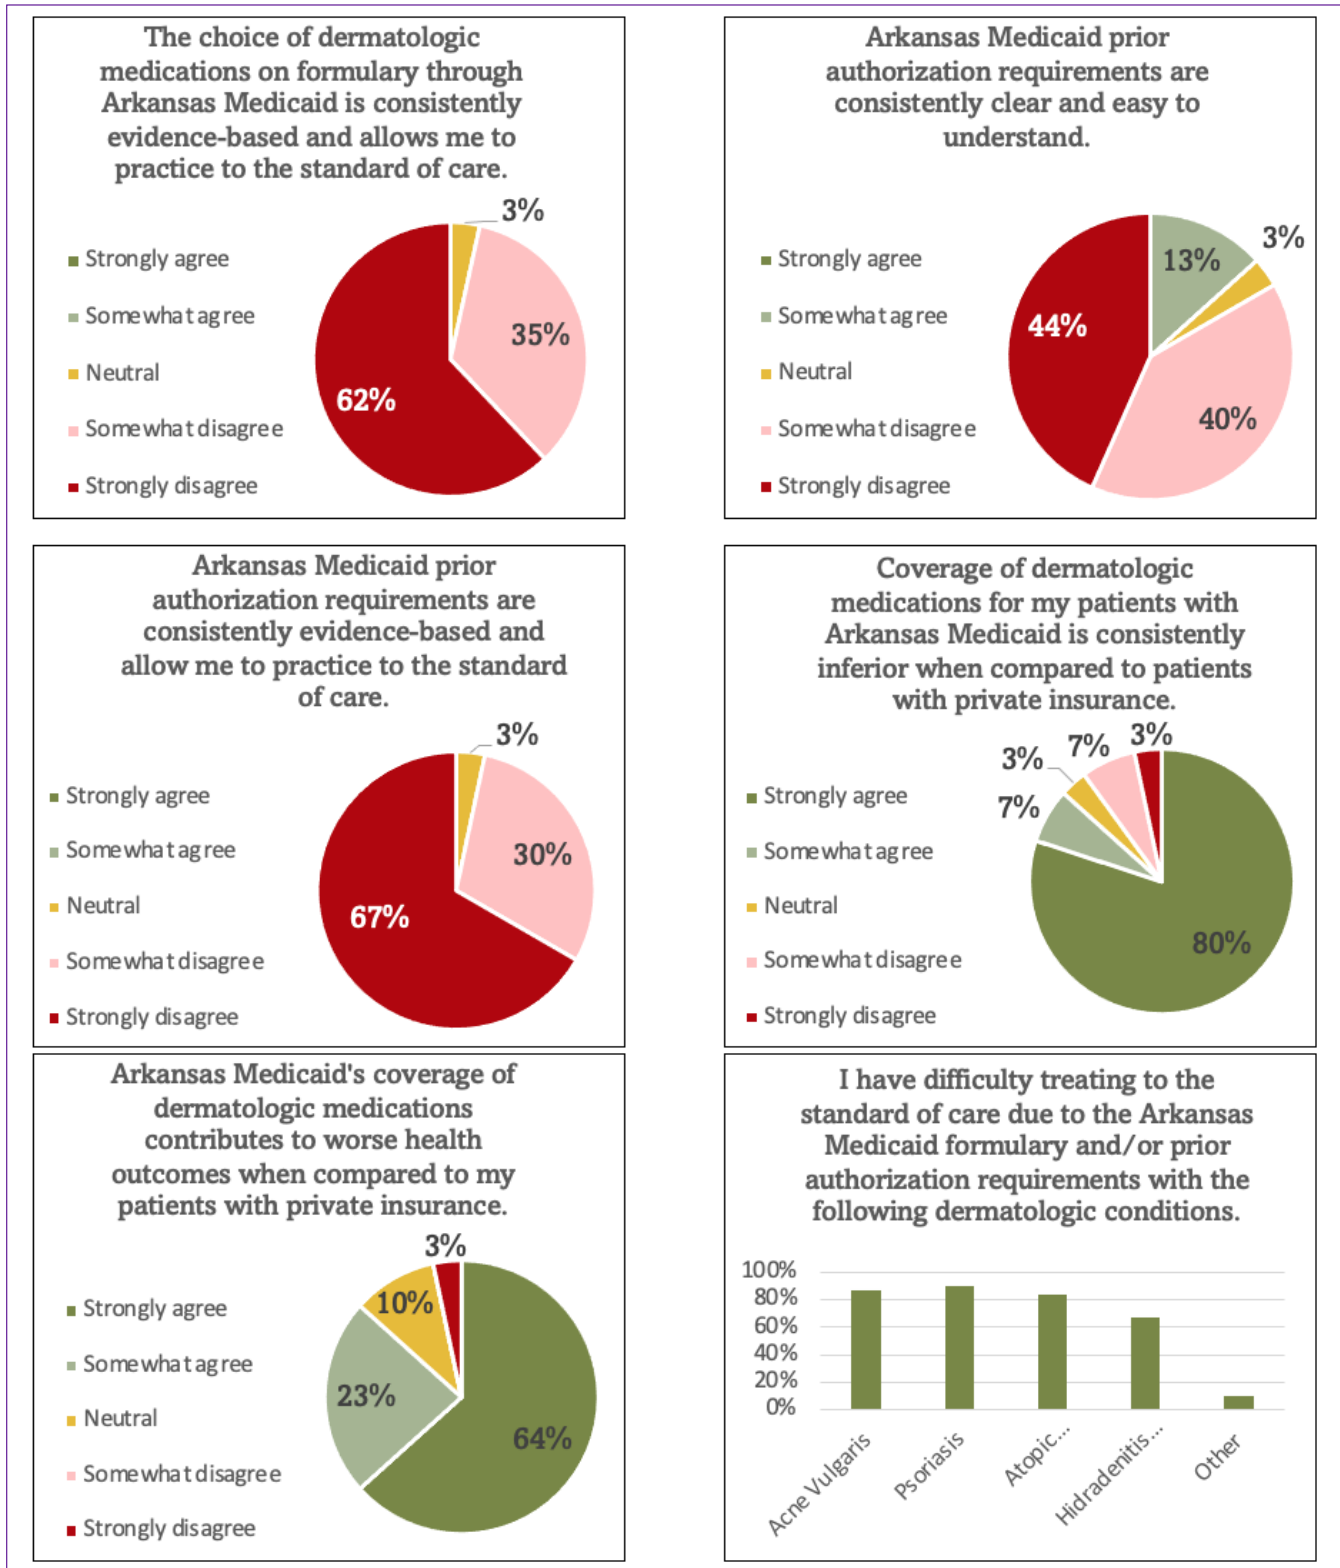 The choice of dermatologic
medications on formulary through
Arkansas Medicaid is consistently
evidence-based and allows me to
practice to the standard of care.
3%
Strongly agree
Somewhat agree
35%
Neutral
62%
Somewhat disagree
Strongly disagree
Arkansas Medicaid prior
authorization requirements are
consistently clear and easy to
understand.
3%
Strongly agree
13%
Somewhat agree
44%
Neutral
40%
Somewhat disagree
Strongly disagree
Arkansas Medicaid prior
authorization requirements are
consistently evidence-based and
allow me to practice to the standard
of care.
3%
Strongly agree
Somewhat agree
30%
Neutral
67%
Somewhat disagree
Strongly disagree
Coverage of dermatologic
medications for my patients with
Arkansas Medicaid is consistently
inferior when compared to patients
with private insurance.
3%
7%
3%
Strongly agree
7%
Somewhat agree
Neutral
80%
Somewhat disagree
Strongly disagree
Arkansas Medicaid's coverage of
dermatologic medications
contributes to worse health
outcomes when compared to my
patients with private insurance.
3%
Strongly agree
10%
Somewhat agree
23%
Neutral
64%
Somewhat disagree
Strongly disagree
I have difficulty treating to the
standard of care due to the Arkansas
Medicaid formulary and/or prior
authorization requirements with the
following dermatologic conditions.
100%
80%
60%
40%
20%
0%
Acne Vulgaris
Psoriasis
Atopic...
Hidradenitis...
Other